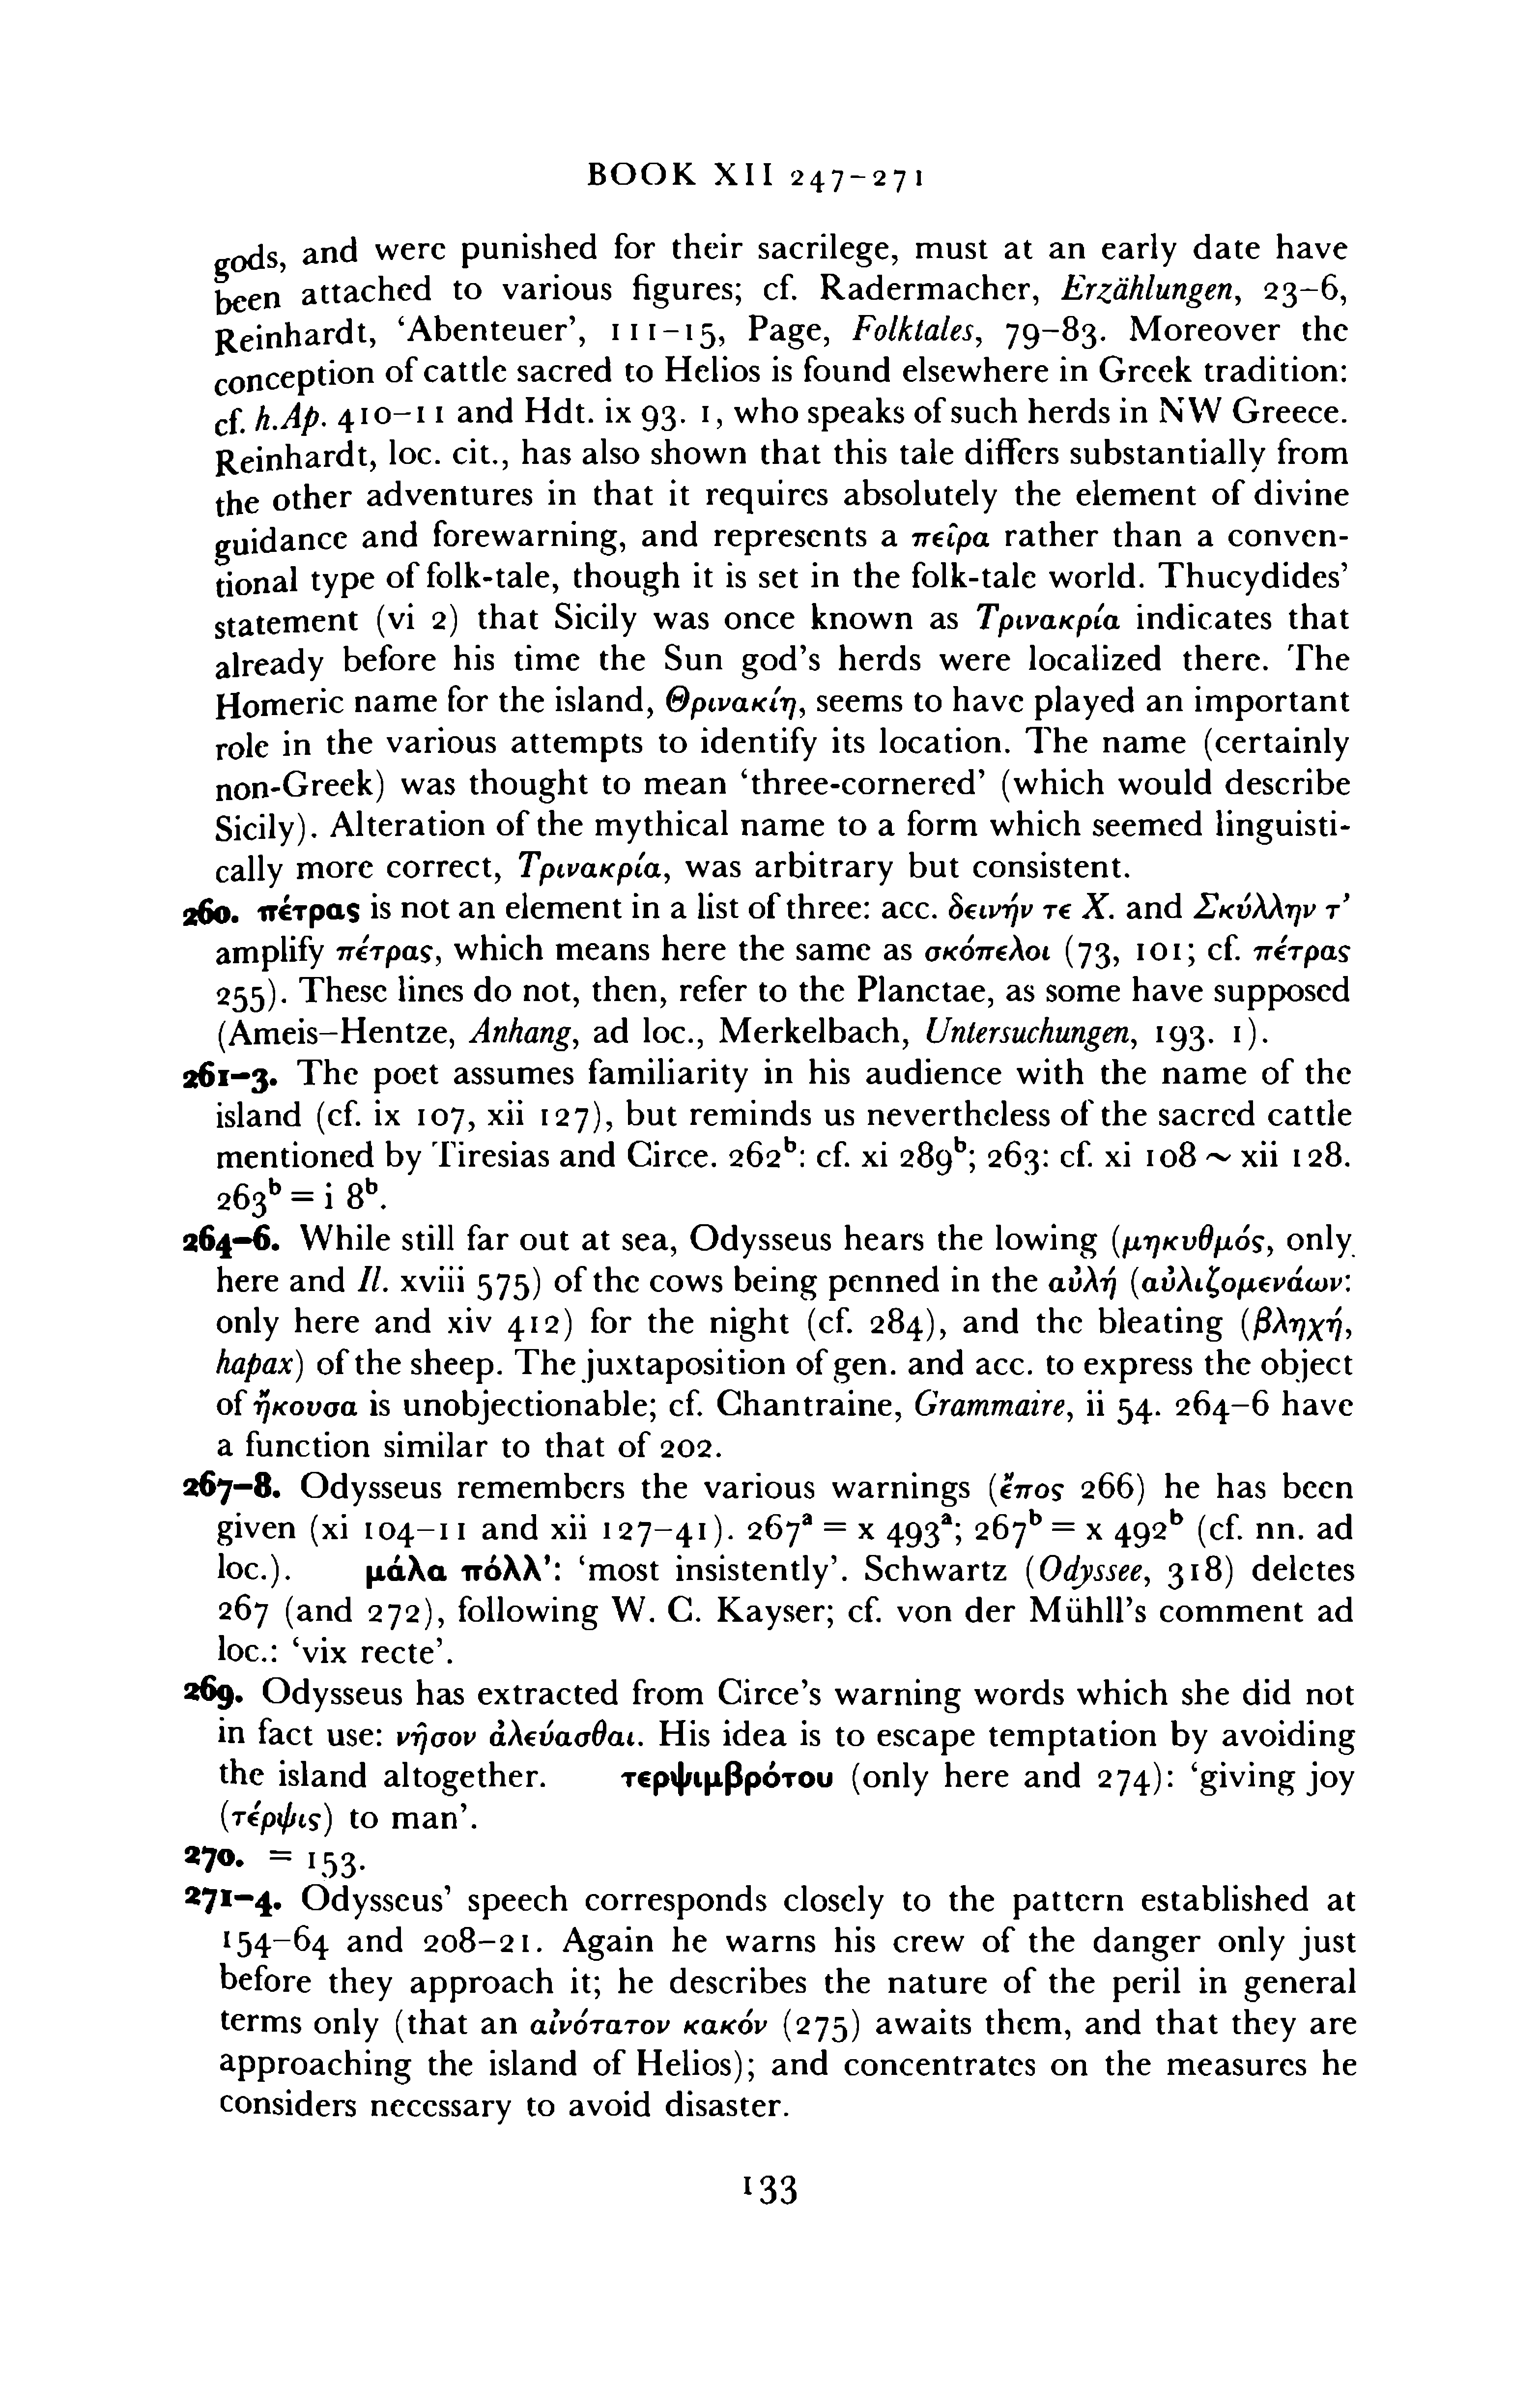 BOOK XII 247–271
gods, and were punished for their sacrilege, must at an early date have
been attached to various figures; cf. Radermacher, Erzählungen, 23–6,
Reinhardt, ‘Abenteuer’, 111–15, Page, Folktales, 79–83. Moreover the
conception of cattle sacred to Helios is found elsewhere in Greek tradition:
cf. h.Ap. 410–11 and Hdt. ix 93. 1, who speaks of such herds in NW Greece.
Reinhardt, loc. cit., has also shown that this tale differs substantially from
the other adventures in that it requires absolutely the element of divine
guidance and forewarning, and represents a πεῖρα rather than a conven-
tional type of folk-tale, though it is set in the folk-tale world. Thucydides’
statement (vi 2) that Sicily was once known as Τρινακρία indicates that
already before his time the Sun god’s herds were localized there. The
Homeric name for the island, Θρινακίη, seems to have played an important
role in the various attempts to identify its location. The name (certainly
non-Greek) was thought to mean ‘three-cornered’ (which would describe
Sicily). Alteration of the mythical name to a form which seemed linguisti-
cally more correct, Τρινακρία, was arbitrary but consistent.
260. πέτρας is not an element in a list of three: acc. δεινήν τε Χ. and Σκύλλην τ’
amplify πέτρας, which means here the same as σκόπελοι (73, 101; cf. πέτρας
255). These lines do not, then, refer to the Planctae, as some have supposed
(Ameis–Hentze, Anhang, ad loc., Merkelbach, Untersuchungen, 193. 1).
261–3. The poet assumes familiarity in his audience with the name of the
island (cf. ix 107, xii 127), but reminds us nevertheless of the sacred cattle
mentioned by Tiresias and Circe. 262ᵇ: cf. xi 289ᵇ; 263: cf. xi 108 ~ xii 128.
263ᵇ = i 8ᵇ.
264–6. While still far out at sea, Odysseus hears the lowing (μηκυθμός, only
here and Il. xviii 575) of the cows being penned in the αὐλή (αὐλιζομενάων:
only here and xiv 412) for the night (cf. 284), and the bleating (βληχή,
hapax) of the sheep. The juxtaposition of gen. and acc. to express the object
of ἤκουσα is unobjectionable; cf. Chantraine, Grammaire, ii 54. 264–6 have
a function similar to that of 202.
267–8. Odysseus remembers the various warnings (ἔπος 266) he has been
given (xi 104–11 and xii 127–41). 267ᵃ = x 493ᵃ; 267ᵇ = x 492ᵇ (cf. nn. ad
loc.). μάλα πόλλ’: ‘most insistently’. Schwartz (Odyssee, 318) deletes
267 (and 272), following W. C. Kayser; cf. von der Mühll’s comment ad
loc.: ‘vix recte’.
269. Odysseus has extracted from Circe’s warning words which she did not
in fact use: νῆσον ἀλεύασθαι. His idea is to escape temptation by avoiding
the island altogether. τερψιμβρότου (only here and 274): ‘giving joy
(τέρψις) to man’.
270. = 153.
271–4. Odysseus’ speech corresponds closely to the pattern established at
154–64 and 208–21. Again he warns his crew of the danger only just
before they approach it; he describes the nature of the peril in general
terms only (that an αἰνότατον κακόν (275) awaits them, and that they are
approaching the island of Helios); and concentrates on the measures he
considers necessary to avoid disaster.
133